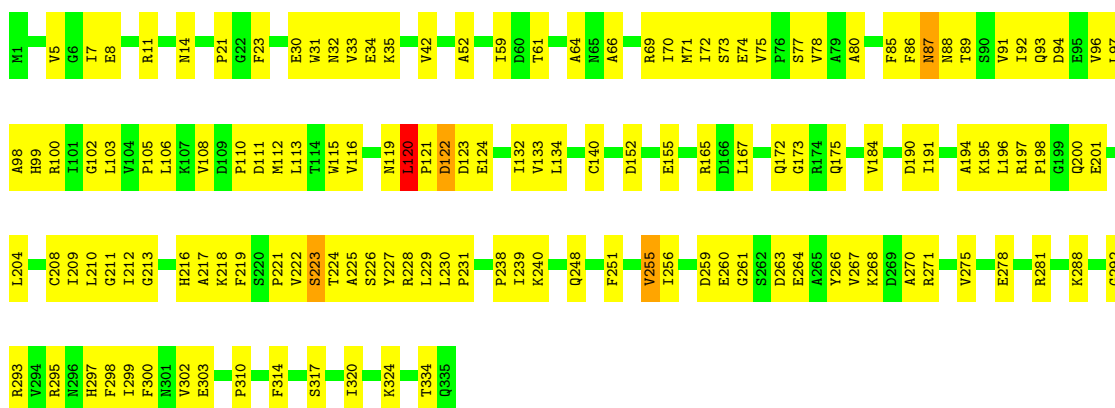 M1 V5 G6 I7 E8 R11 N14 P21 G22 F23 E30 W31 N32 V33 E34 K35 V42 A52 I59 D60 T61 A64 N65 A66 R69 I70 M71 I72 S73 E74 V75 P76 S77 V78 A79 A80 F85 F86 N87 N88 T89 S90 V91 I92 Q93 D94 E95 V96 L97
A98 H99 R100 I101 G102 L103 V104 P105 L106 K107 V108 D109 P110 D111 M112 L113 T114 W115 V116 N119 L120 P121 D122 D123 E124 I132 V133 L134 C140 D152 E155 R165 D166 L167 Q172 G173 R174 Q175 V184 D190 I191 A194 K195 L196 R197 P198 G199 Q200 E201
L204 C208 I209 L210 G211 I212 G213 H216 A217 K218 F219 S220 P221 V222 S223 T224 A225 S226 Y227 R228 L229 L230 P231 P238 I239 K240 Q248 F251 V255 I256 D259 E260 G261 S262 D263 E264 A265 Y266 V267 K268 D269 A270 R271 V275 E278 R281 K288 G292
R293 V294 R295 N296 H297 F298 I299 F300 N301 V302 E303 P310 F314 S317 I320 K324 T334 Q335